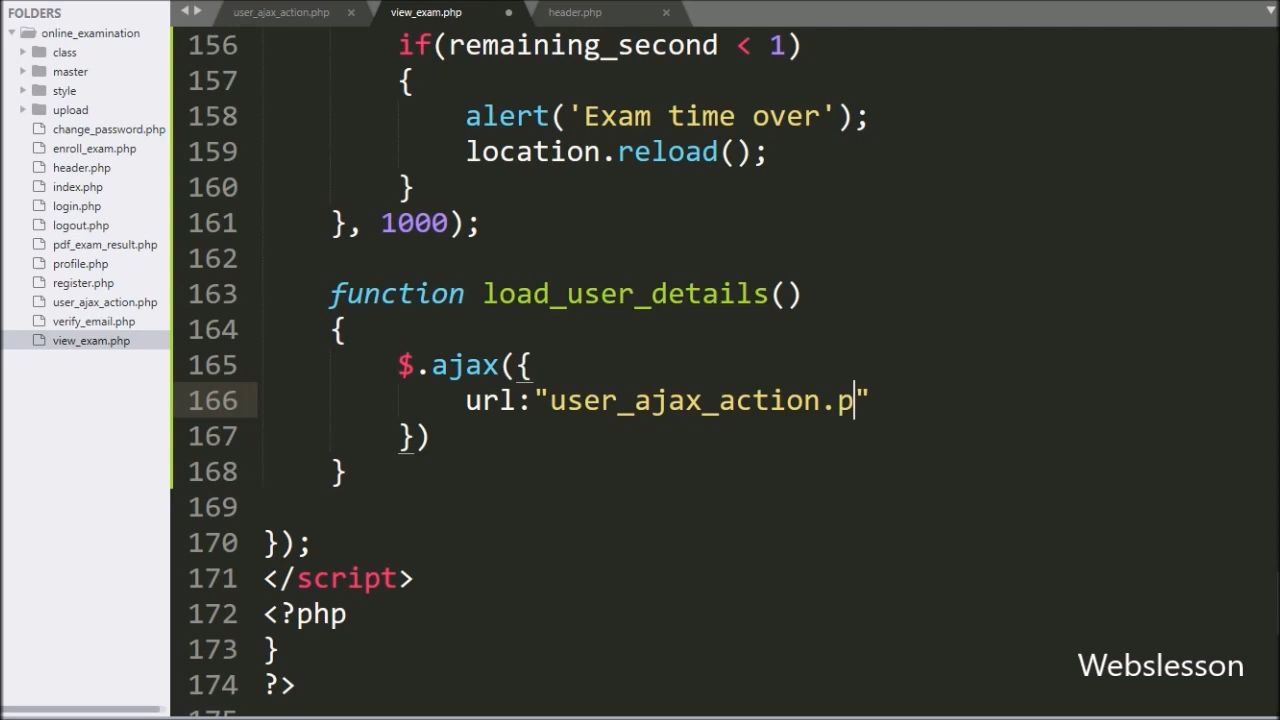 FOLDERS
online_examination
class
master
style
upload
change_password.php
enroll_exam.php
header.php
index.php
login.php
logout.php
pdf_exam_result.php
profile.php
register.php
user_ajax_action.php
verify_email.php
view_exam.php
user_ajax_action.php × view_exam.php header.php ×
156 if(remaining_second < 1)
157 {
158 alert('Exam time over');
159 location.reload();
160 }
161 }, 1000);
162
163 function load_user_details()
164 {
165 $.ajax({
166 url:"user_ajax_action.p"
167 })
168 }
169
170 });
171 </script>
172 <?php
173 }
174 ?>
Webslesson